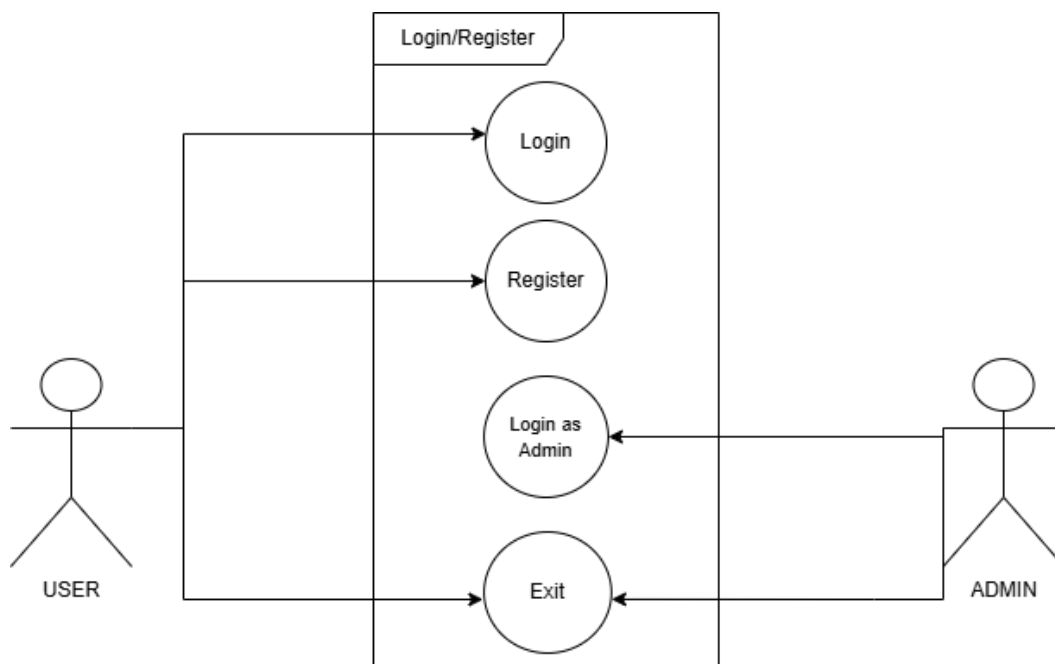 Login/Register
Login
Register
Login as
Admin
Exit
USER
ADMIN